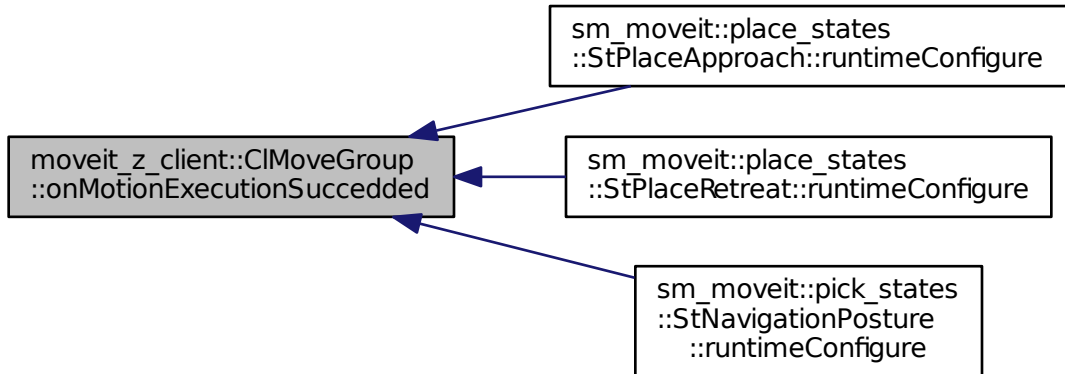 sm_moveit::place_states
::StPlaceApproach::runtimeConfigure
moveit_z_client::ClMoveGroup
::onMotionExecutionSuccedded
sm_moveit::place_states
::StPlaceRetreat::runtimeConfigure
sm_moveit::pick_states
::StNavigationPosture
::runtimeConfigure